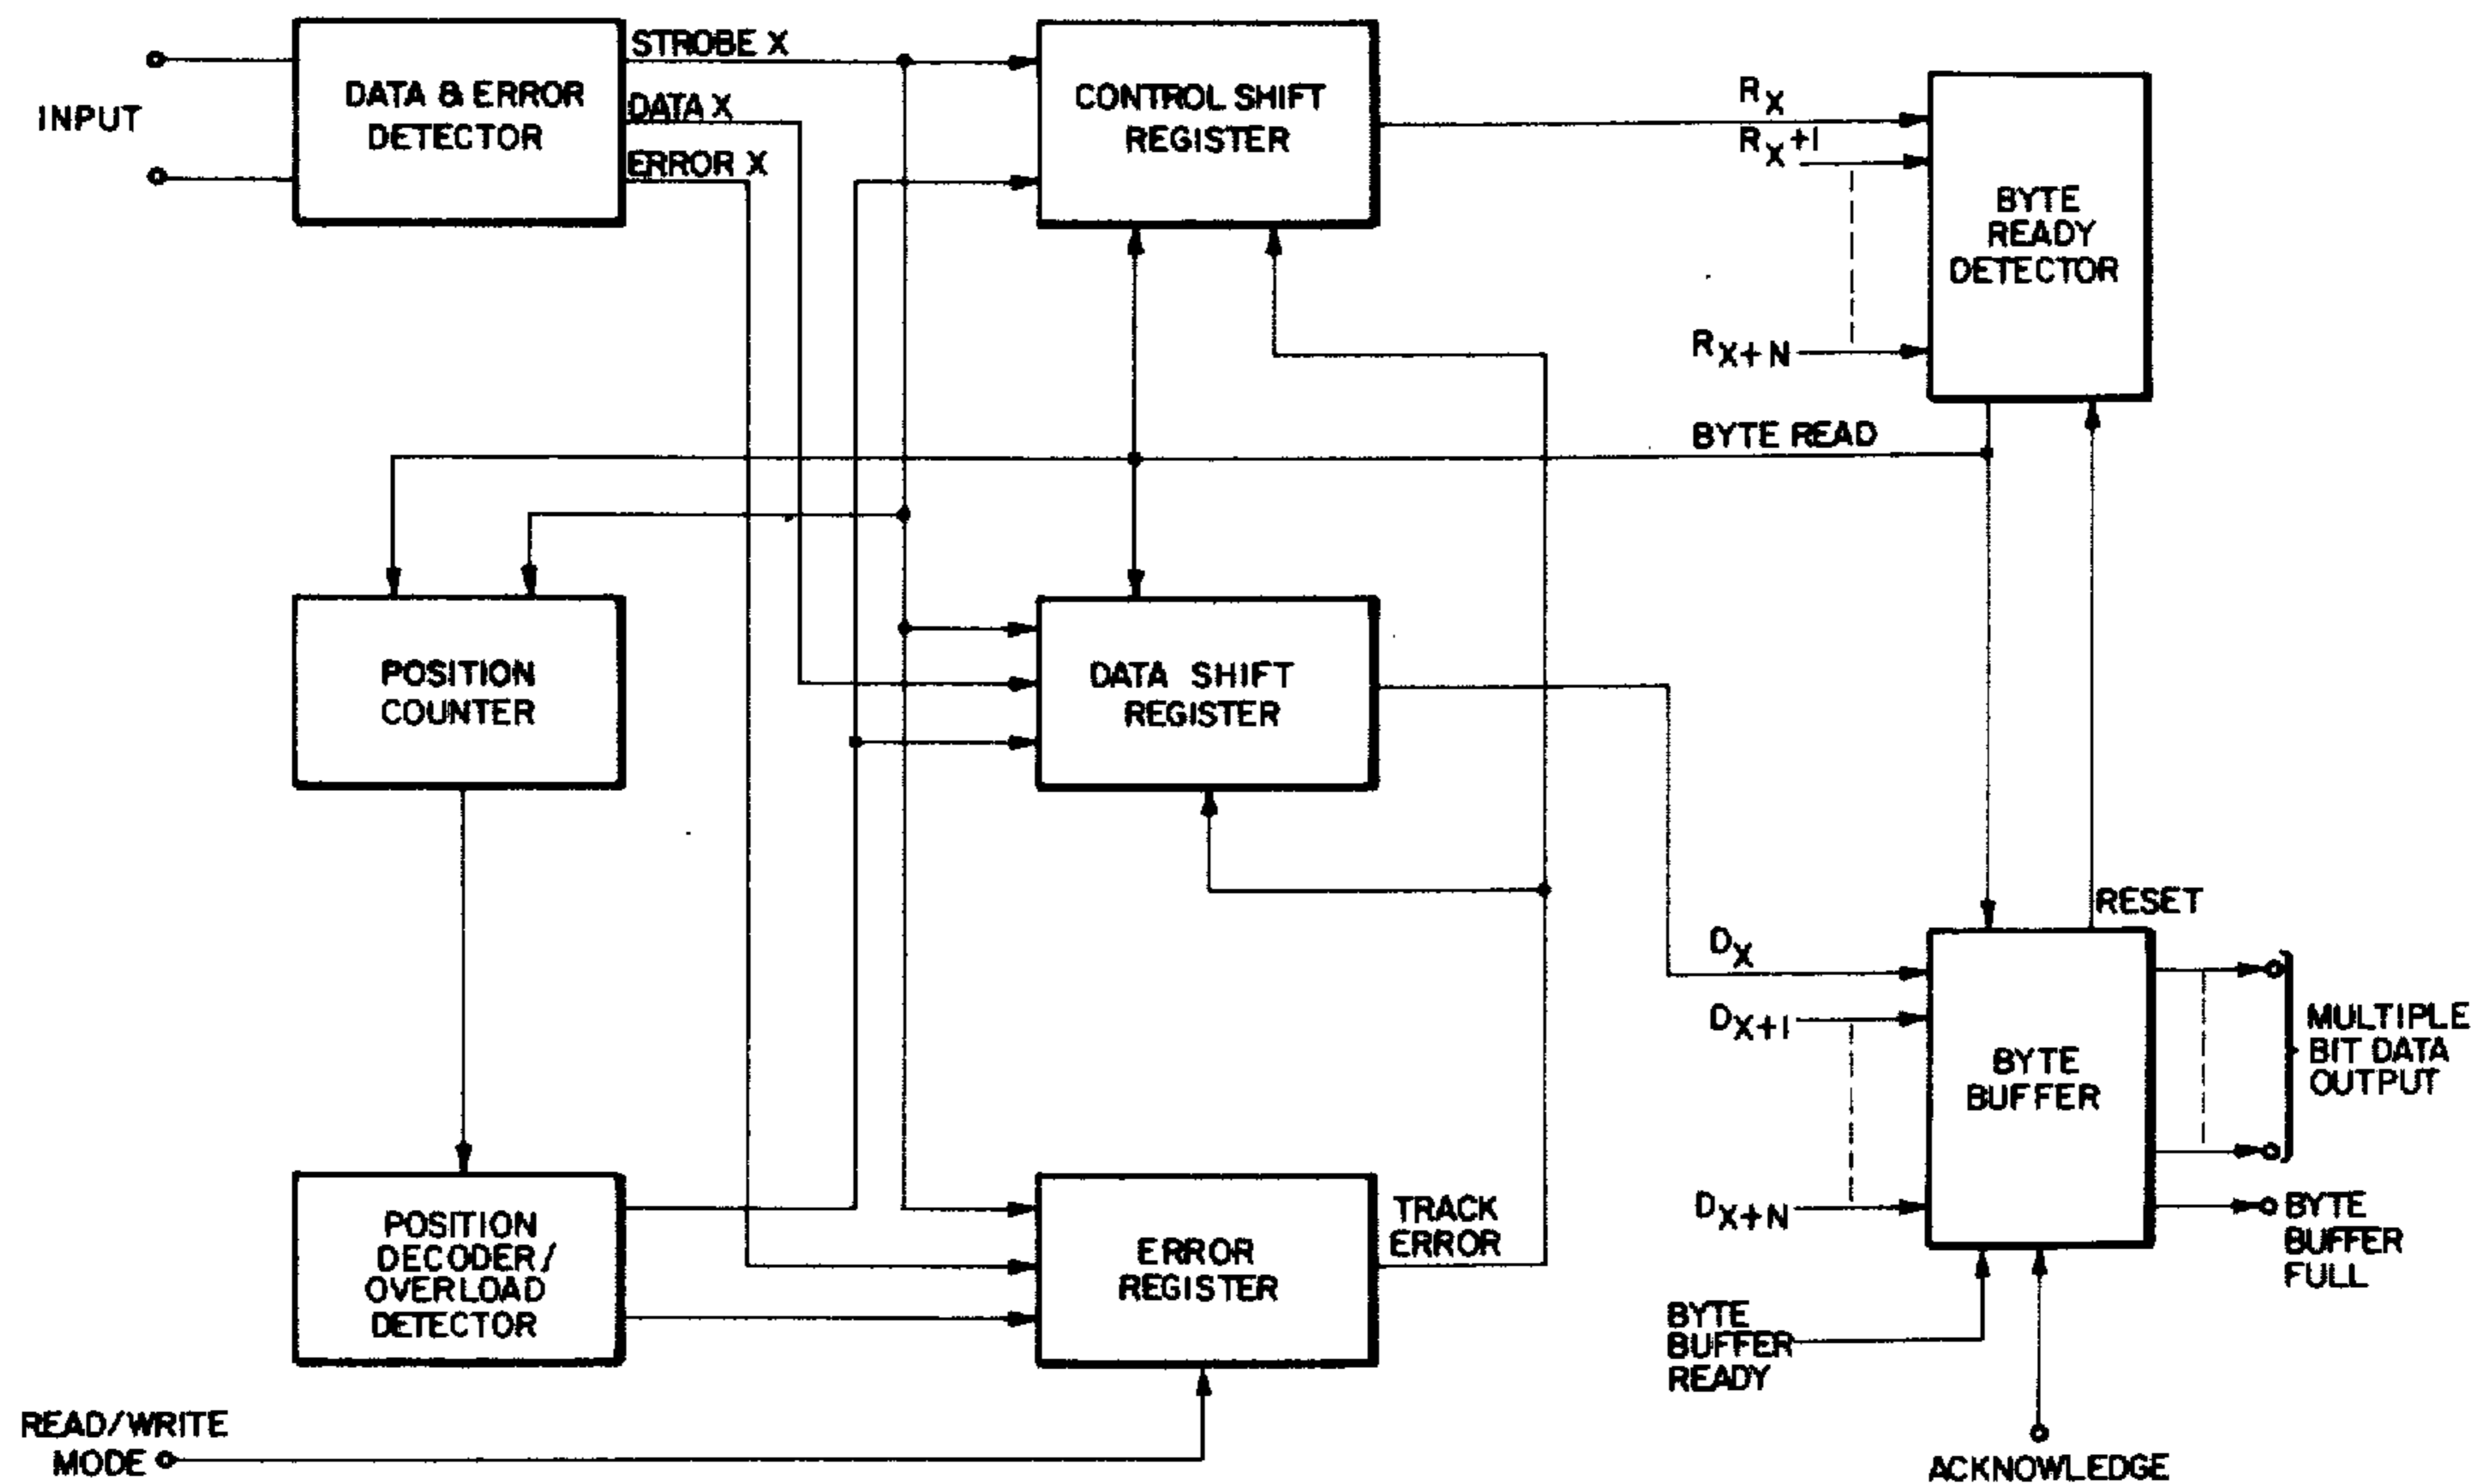 INPUT
DATA & ERROR
DETECTOR
STROBE X
DATA X
ERROR X
CONTROL SHIFT
REGISTER
RX
RX+1
RX+N
BYTE
READY
DETECTOR
BYTE READ
POSITION
COUNTER
DATA SHIFT
REGISTER
RESET
DX
DX+1
DX+N
BYTE
BUFFER
MULTIPLE
BIT DATA
OUTPUT
BYTE
BUFFER
FULL
POSITION
DECODER/
OVERLOAD
DETECTOR
ERROR
REGISTER
TRACK
ERROR
BYTE
BUFFER
READY
READ/WRITE
MODE
ACKNOWLEDGE